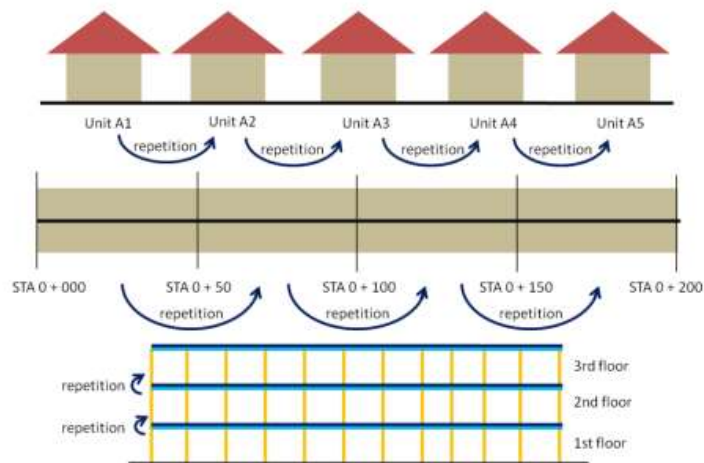 Unit A1 Unit A2 Unit A3 Unit A4 Unit A5
repetition repetition repetition repetition
STA 0 + 000 STA 0 + 50 STA 0 + 100 STA 0 + 150 STA 0 + 200
repetition repetition repetition
3rd floor
repetition
2nd floor
repetition
1st floor